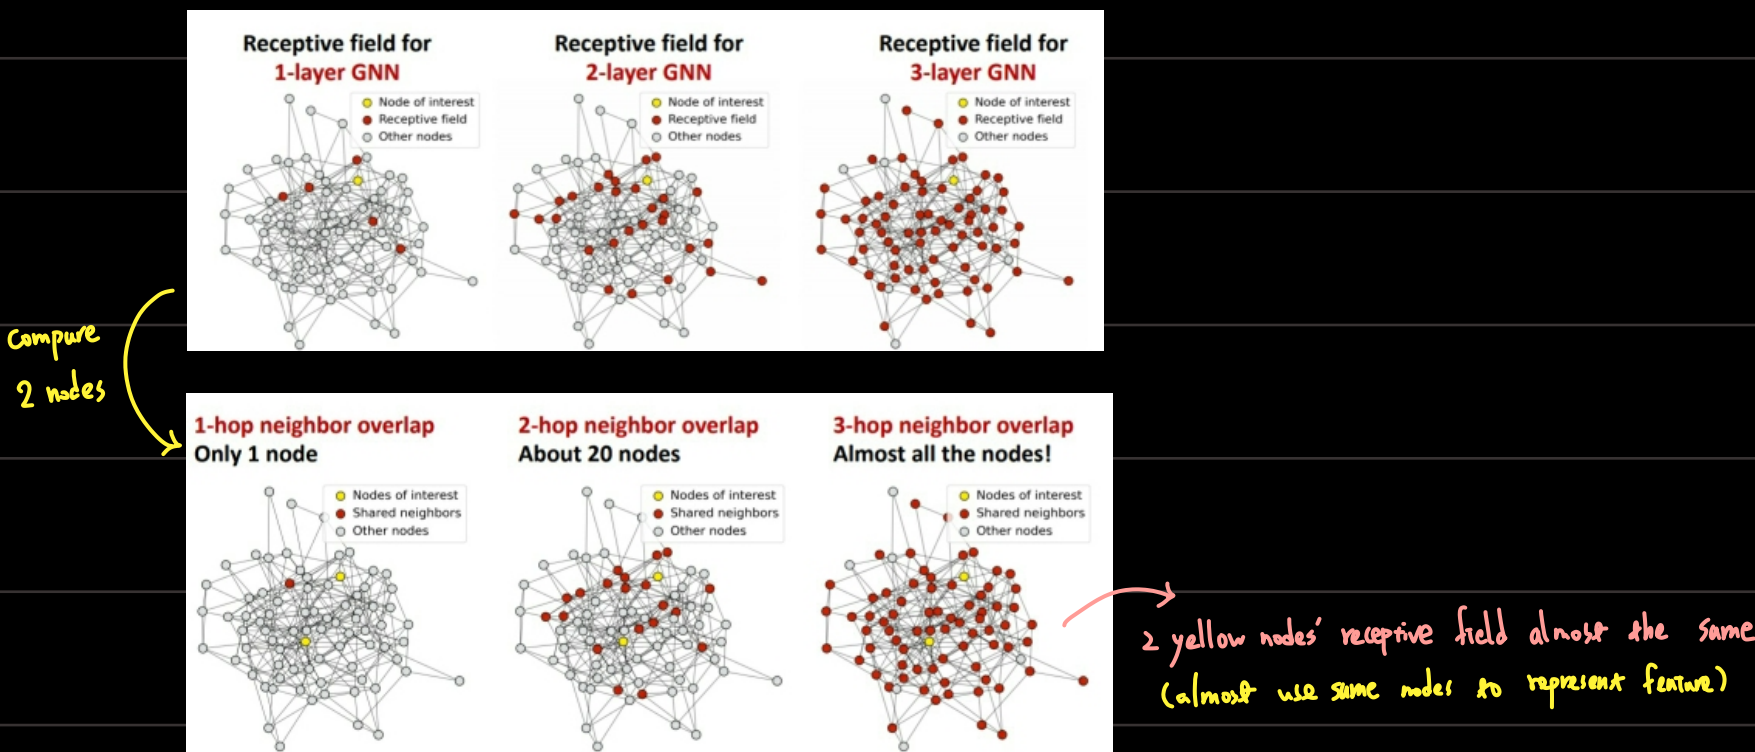 Receptive field for
1-layer GNN
Node of interest
Receptive field
Other nodes
Receptive field for
2-layer GNN
Node of interest
Receptive field
Other nodes
Receptive field for
3-layer GNN
Node of interest
Receptive field
Other nodes
Compare
2 nodes
1-hop neighbor overlap
Only 1 node
Nodes of interest
Shared neighbors
Other nodes
2-hop neighbor overlap
About 20 nodes
Nodes of interest
Shared neighbors
Other nodes
3-hop neighbor overlap
Almost all the nodes!
Nodes of interest
Shared neighbors
Other nodes
2 yellow nodes' receptive field almost the same
(almost use same nodes to represent feature)